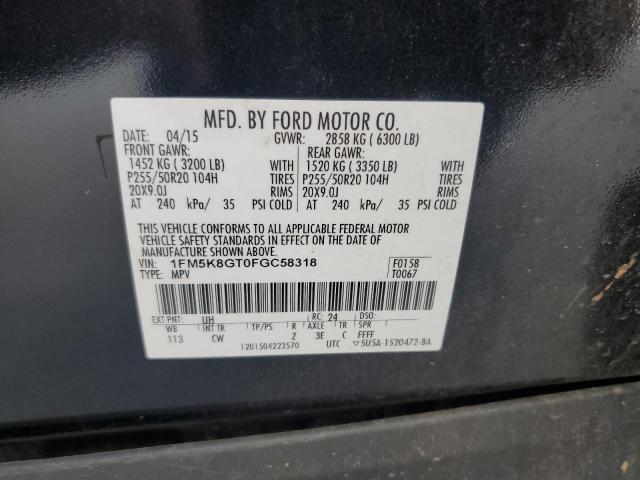 MFD. BY FORD MOTOR CO.
DATE: 04/15 GVWR: 2858 KG ( 6300 LB)
FRONT GAWR: REAR GAWR:
1452 KG ( 3200 LB) WITH 1520 KG ( 3350 LB) WITH
P255/50R20 104H TIRES P255/50R20 104H TIRES
20X9.0J RIMS 20X9.0J RIMS
AT 240 kPa/ 35 PSI COLD AT 240 kPa/ 35 PSI COLD
THIS VEHICLE CONFORMS TO ALL APPLICABLE FEDERAL MOTOR
VEHICLE SAFETY STANDARDS IN EFFECT ON THE DATE OF MANUFACTURE
SHOWN ABOVE.
VIN: 1FM5K8GT0FGC58318 F0158
TYPE: MPV T0067
EXT PNT: UH RC: 24 DSO:
WB INT TR TP/PS R AXLE TR SPR
113 CW Z 3E C FFFF
1201504223570 UTC ▽5U5A-1520472-BA